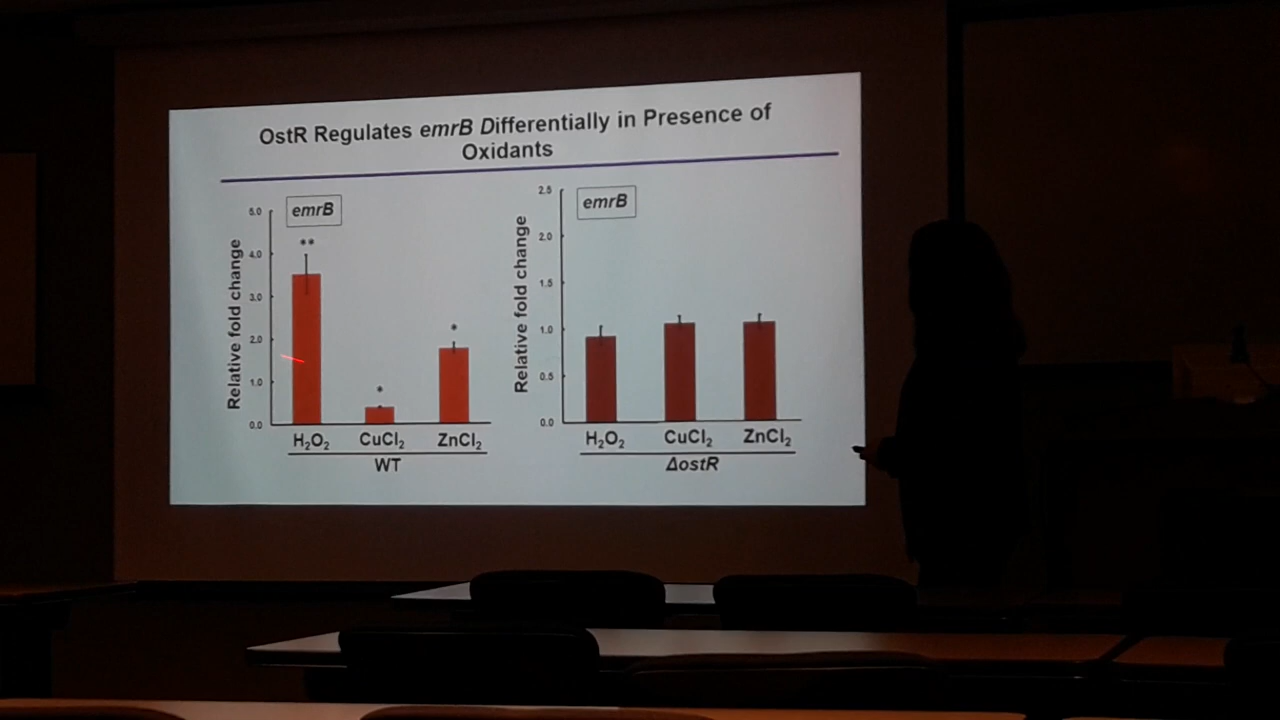 OstR Regulates emrB Differentially in Presence of
Oxidants
emrB
Relative fold change
5.0
4.0
3.0
2.0
1.0
0.0
**
*
*
H₂O₂ CuCl₂ ZnCl₂
WT
emrB
Relative fold change
2.5
2.0
1.5
1.0
0.5
0.0
H₂O₂ CuCl₂ ZnCl₂
ΔostR